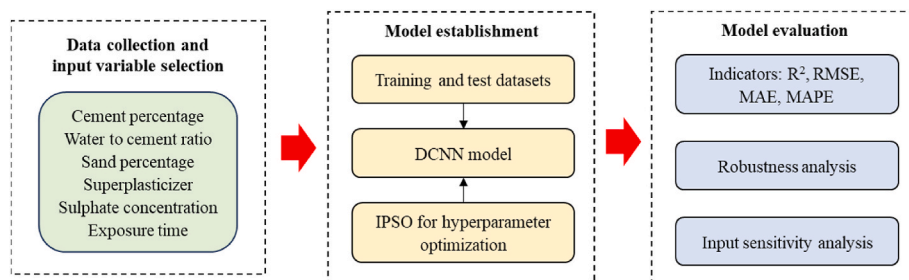 Data collection and
input variable selection
Cement percentage
Water to cement ratio
Sand percentage
Superplasticizer
Sulphate concentration
Exposure time
Model establishment
Training and test datasets
DCNN model
IPSO for hyperparameter
optimization
Model evaluation
Indicators: R², RMSE,
MAE, MAPE
Robustness analysis
Input sensitivity analysis